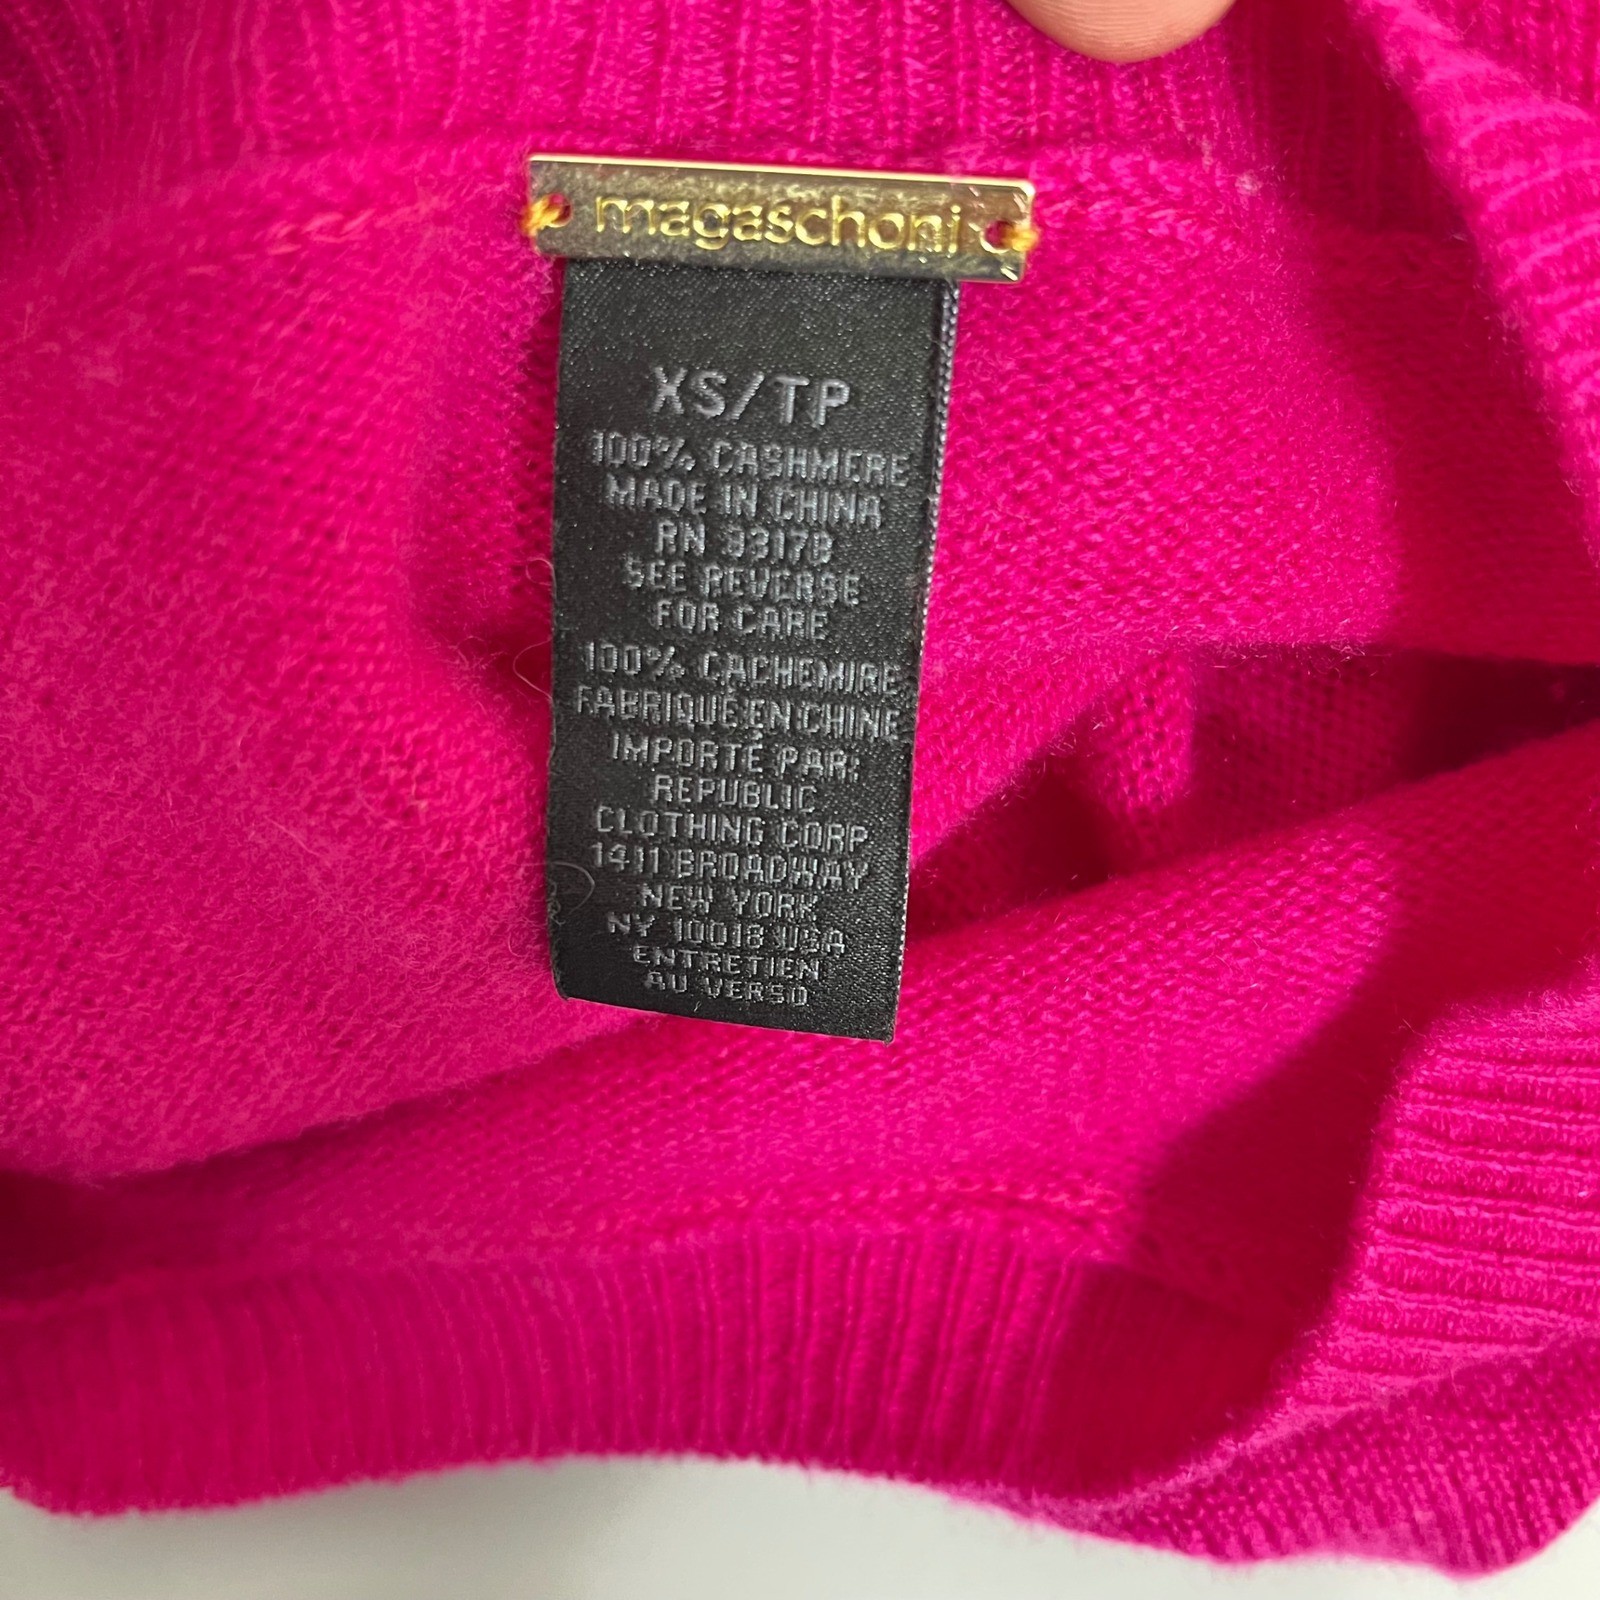 magaschoni
XS/TP
100% CASHMERE
MADE IN CHINA
RN
SEE REVERSE
FOR CARE
100% CACHEMIRE
FABRIQUÉ EN CHINE
IMPORTÉ PAR:
REPUBLIC
CLOTHING CORP
1411 BROADWAY
NEW YORK
NY 10018 USA
ENTRETIEN
AU VERSO